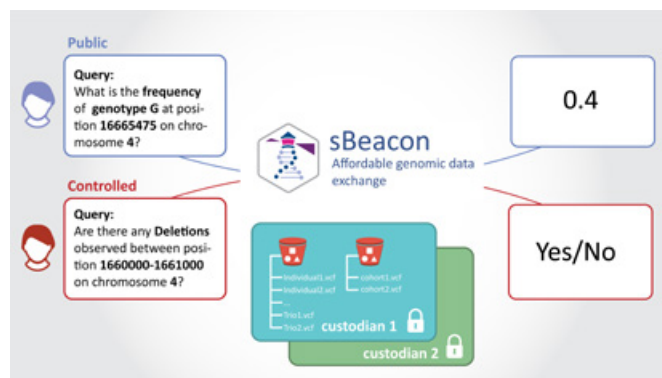 Public
Query:
What is the frequency
of genotype G at posi-
tion 16665475 on chro-
mosome 4?
0.4
sBeacon
Affordable genomic data
exchange
Controlled
Query:
Are there any Deletions
observed between posi-
tion 1660000-1661000
on chromosome 4?
Yes/No
Individual1.vcf
Individual2.vcf
...
Trio1.vcf
Trio2.vcf
cohort1.vcf
cohort2.vcf
custodian 1
custodian 2